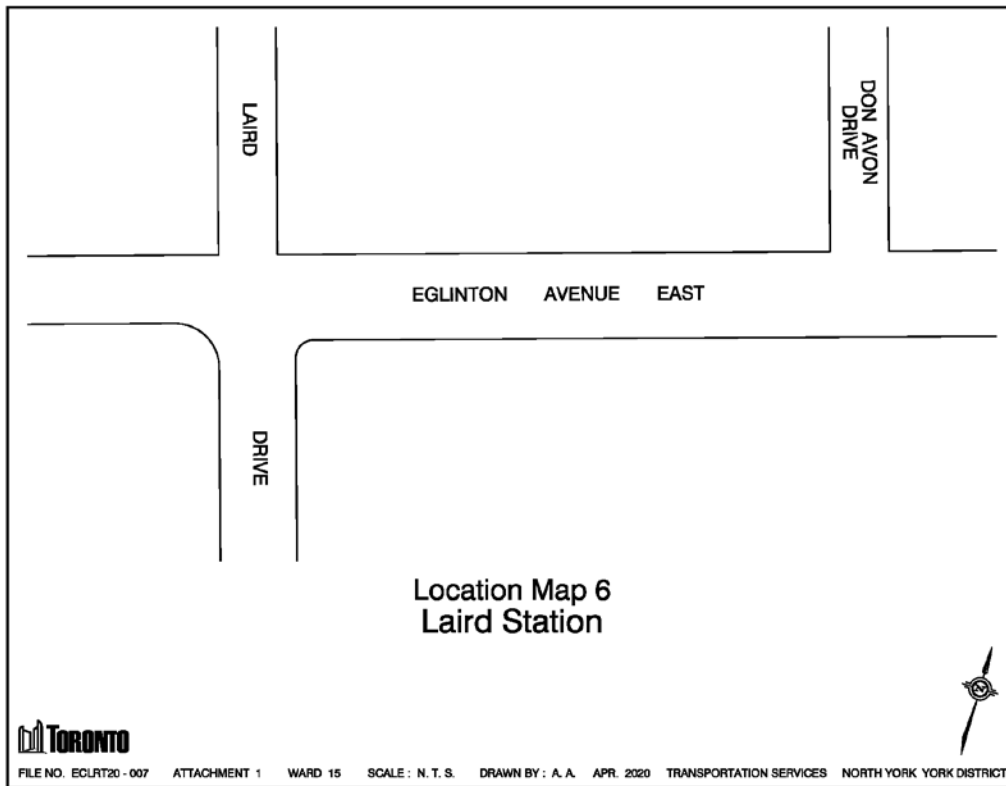 LAIRD
DON AVON
DRIVE
EGLINTON AVENUE EAST
DRIVE
Location Map 6
Laird Station
N
TORONTO
FILE NO. ECLRT20 - 007 ATTACHMENT 1 WARD 15 SCALE : N. T. S. DRAWN BY : A. A. APR. 2020 TRANSPORTATION SERVICES NORTH YORK YORK DISTRICT